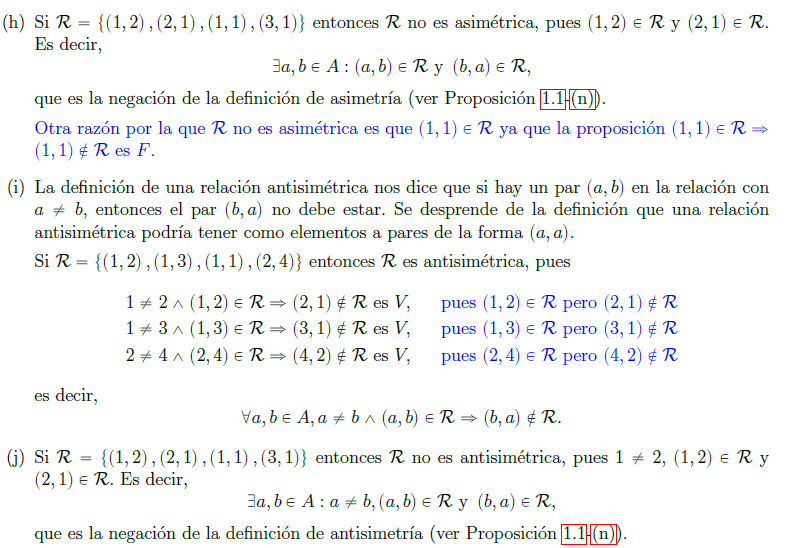 (h) Si ℛ = {(1, 2) , (2, 1) , (1, 1) , (3, 1)} entonces ℛ no es asimétrica, pues (1, 2) ∈ ℛ y (2, 1) ∈ ℛ.
Es decir,
∃a, b ∈ A : (a, b) ∈ ℛ y (b, a) ∈ ℛ,
que es la negación de la definición de asimetría (ver Proposición 1.1-(n)).
Otra razón por la que ℛ no es asimétrica es que (1, 1) ∈ ℛ ya que la proposición (1, 1) ∈ ℛ ⇒
(1, 1) ∉ ℛ es F.
(i) La definición de una relación antisimétrica nos dice que si hay un par (a, b) en la relación con
a ≠ b, entonces el par (b, a) no debe estar. Se desprende de la definición que una relación
antisimétrica podría tener como elementos a pares de la forma (a, a).
Si ℛ = {(1, 2) , (1, 3) , (1, 1) , (2, 4)} entonces ℛ es antisimétrica, pues
1 ≠ 2 ∧ (1, 2) ∈ ℛ ⇒ (2, 1) ∉ ℛ es V, pues (1, 2) ∈ ℛ pero (2, 1) ∉ ℛ
1 ≠ 3 ∧ (1, 3) ∈ ℛ ⇒ (3, 1) ∉ ℛ es V, pues (1, 3) ∈ ℛ pero (3, 1) ∉ ℛ
2 ≠ 4 ∧ (2, 4) ∈ ℛ ⇒ (4, 2) ∉ ℛ es V, pues (2, 4) ∈ ℛ pero (4, 2) ∉ ℛ
es decir,
∀a, b ∈ A, a ≠ b ∧ (a, b) ∈ ℛ ⇒ (b, a) ∉ ℛ.
(j) Si ℛ = {(1, 2) , (2, 1) , (1, 1) , (3, 1)} entonces ℛ no es antisimétrica, pues 1 ≠ 2, (1, 2) ∈ ℛ y
(2, 1) ∈ ℛ. Es decir,
∃a, b ∈ A : a ≠ b, (a, b) ∈ ℛ y (b, a) ∈ ℛ,
que es la negación de la definición de antisimetría (ver Proposición 1.1-(n)).